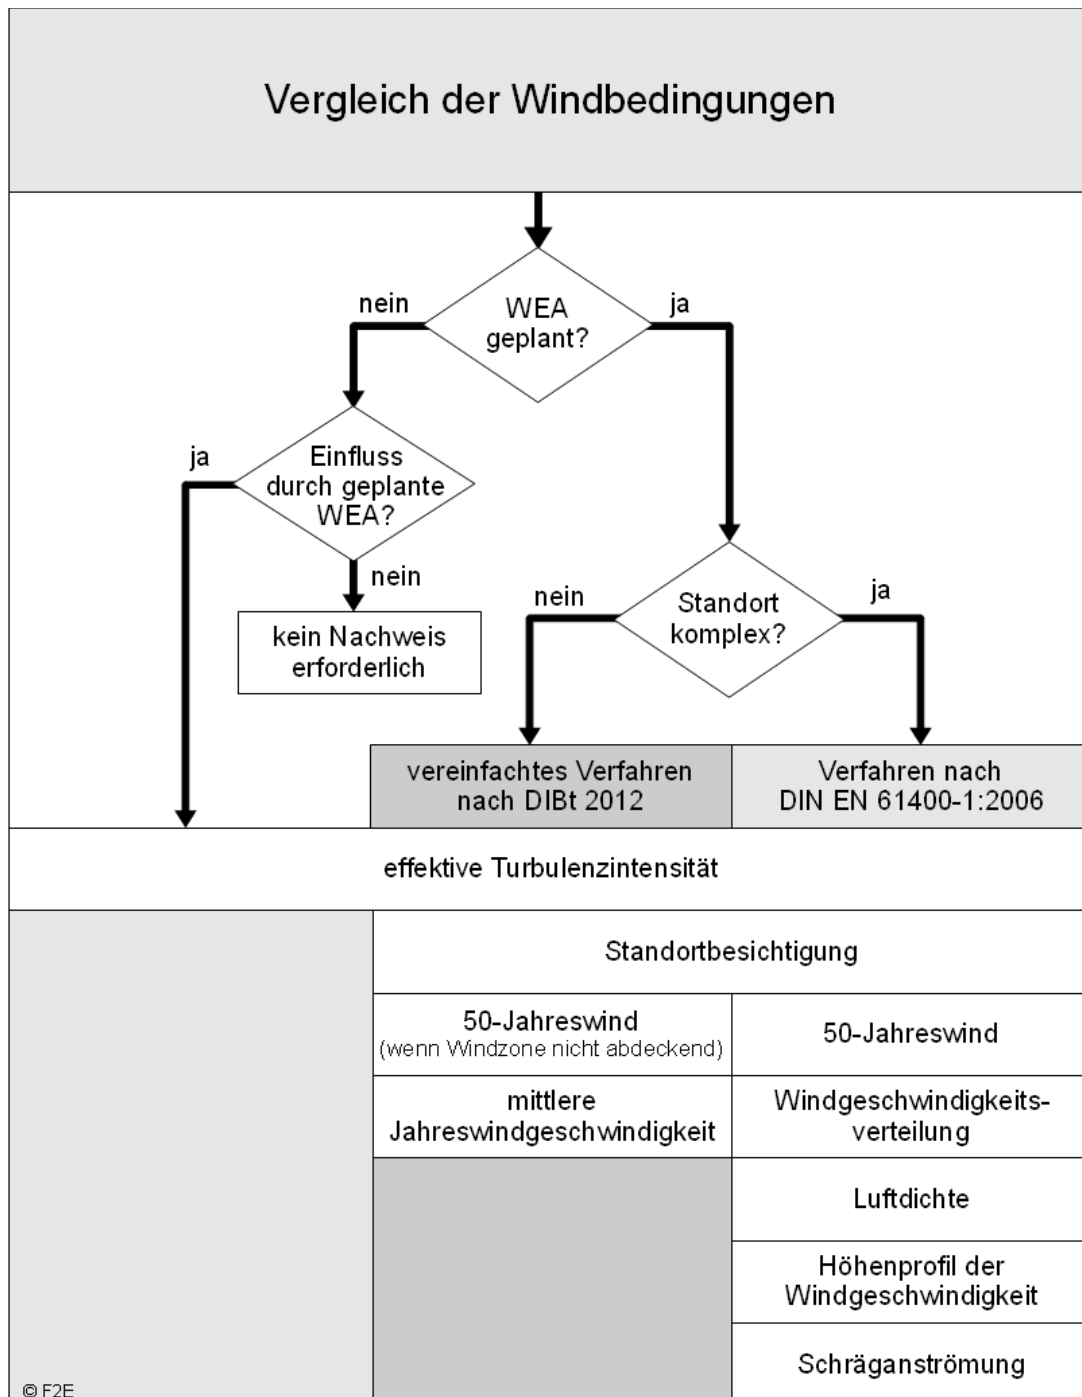 Vergleich der Windbedingungen
nein
WEA
geplant?
ja
ja
Einfluss
durch geplante
WEA?
nein
kein Nachweis
erforderlich
nein
Standort
komplex?
ja
vereinfachtes Verfahren
nach DIBt 2012
Verfahren nach
DIN EN 61400-1:2006
effektive Turbulenzintensität
Standortbesichtigung
50-Jahreswind
(wenn Windzone nicht abdeckend)
50-Jahreswind
mittlere
Jahreswindgeschwindigkeit
Windgeschwindigkeits-
verteilung
Luftdichte
Höhenprofil der
Windgeschwindigkeit
Schräganströmung
© F2E